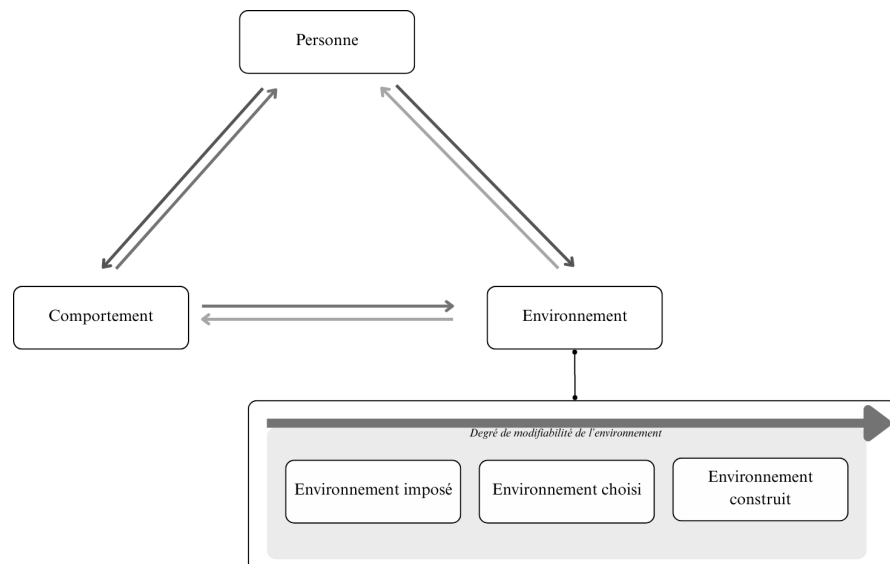 Personne
Comportement
Environnement
Degré de modifiabilité de l'environnement
Environnement imposé
Environnement choisi
Environnement
construit